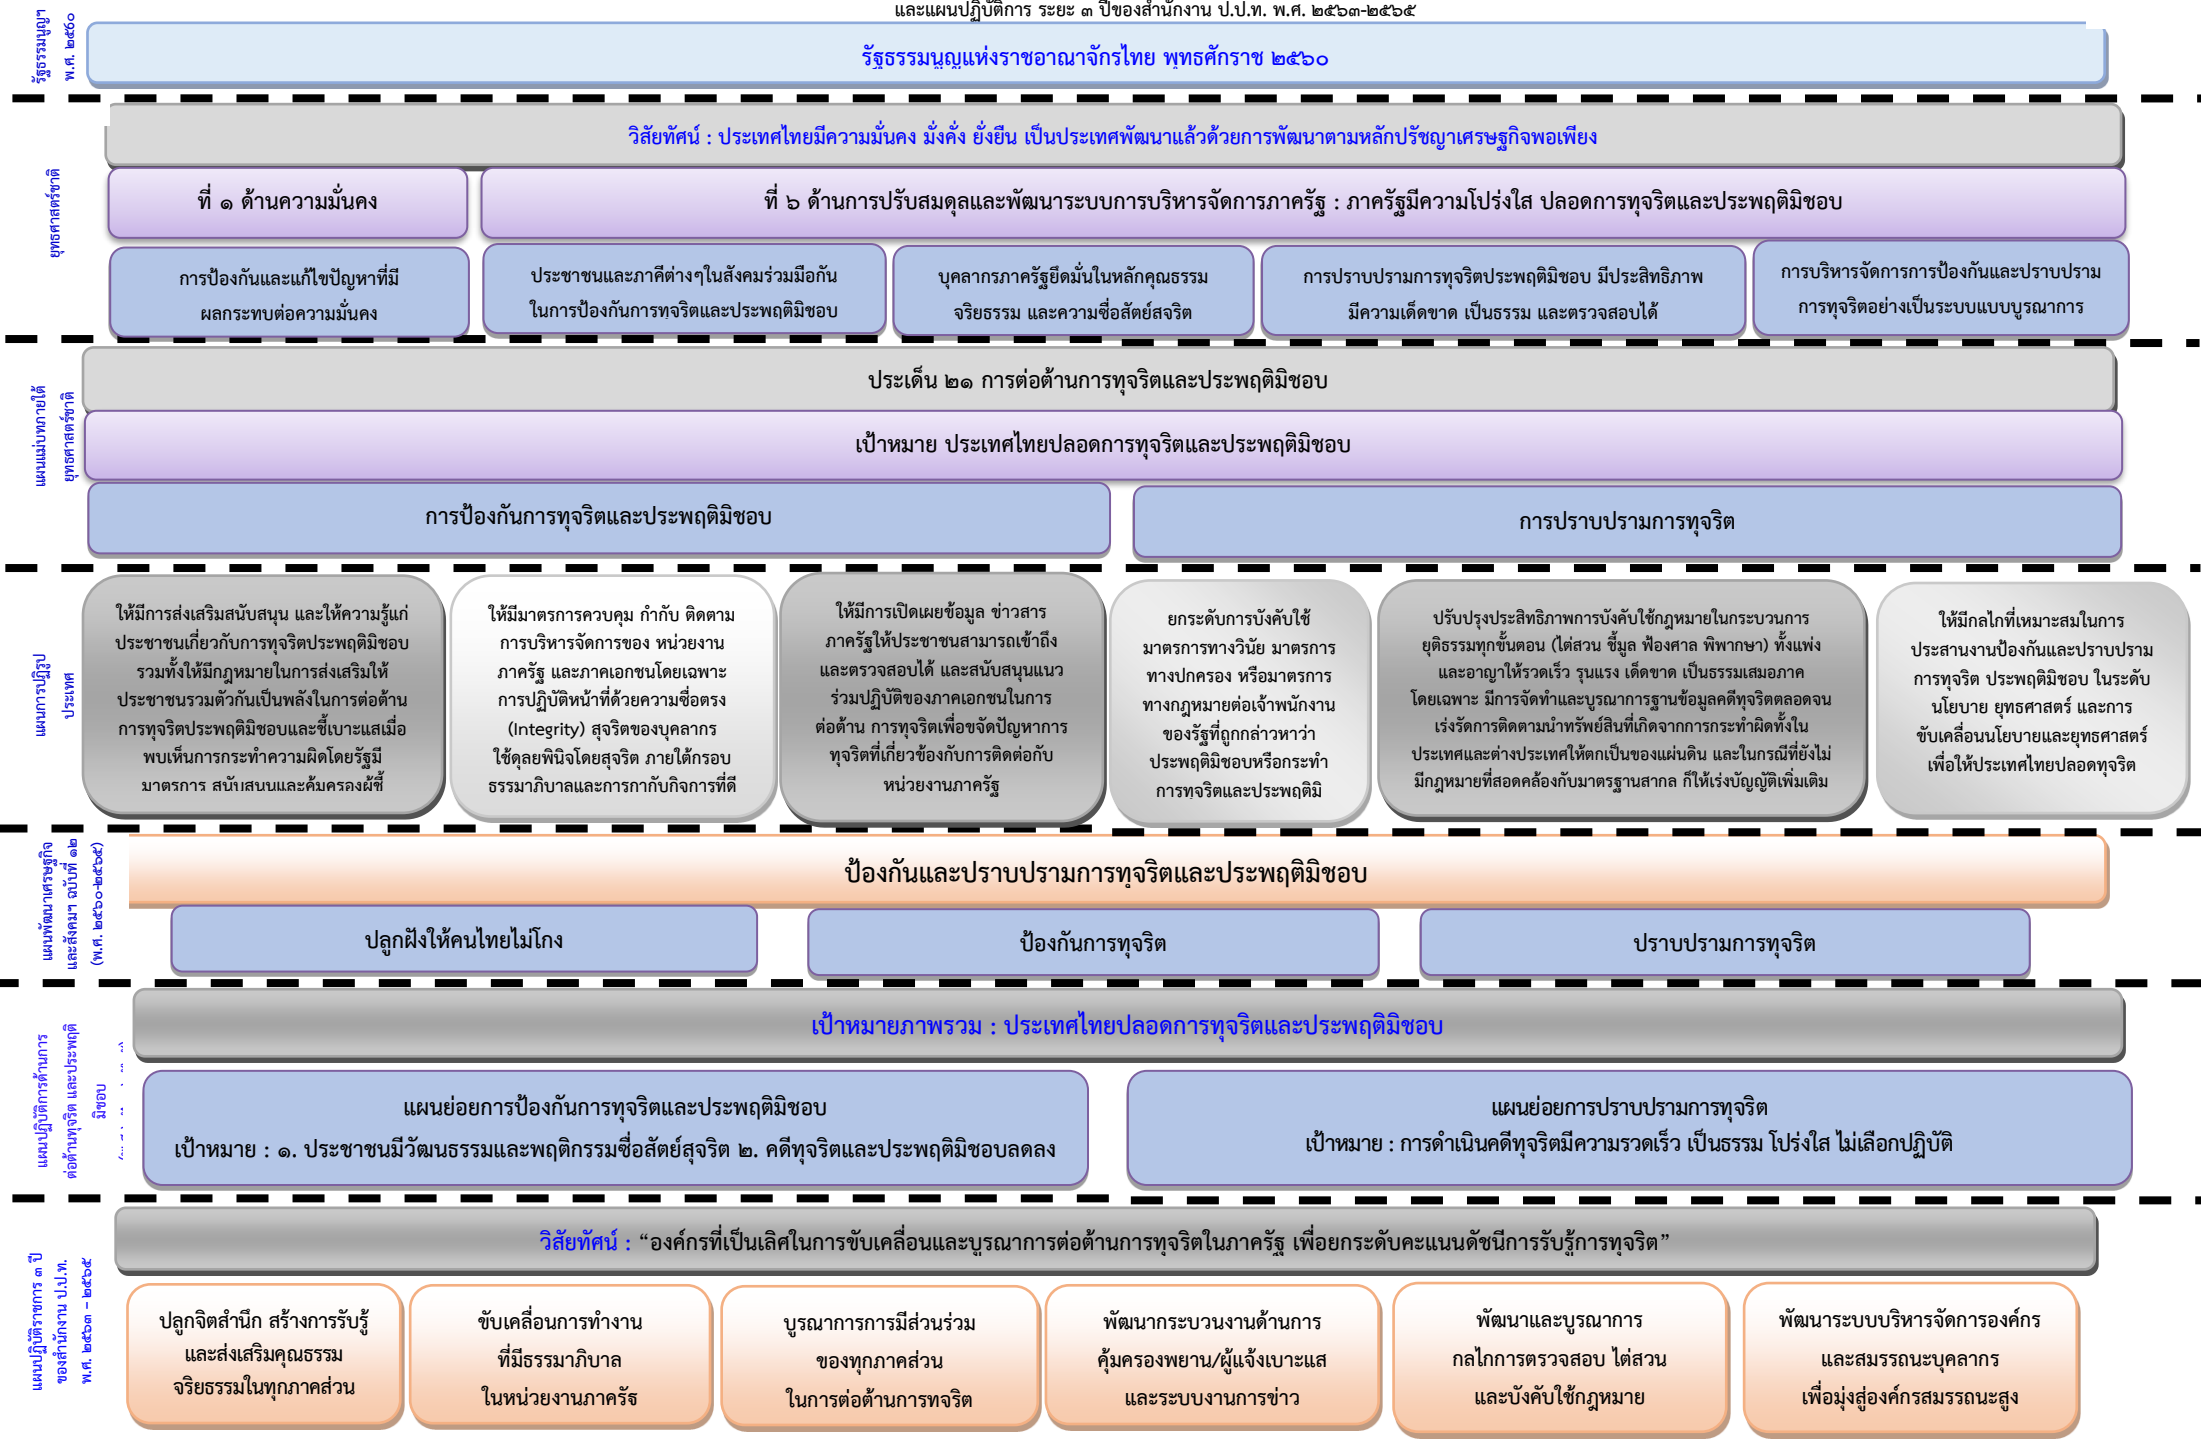 และแผนปฏิบัติการ ระยะ ๓ ปีของสำนักงาน ป.ป.ท. พ.ศ. ๒๕๖๓-๒๕๖๕
รัฐธรรมนูญฯ
พ.ศ. ๒๕๖๐
รัฐธรรมนูญแห่งราชอาณาจักรไทย พุทธศักราช ๒๕๖๐
ยุทธศาสตร์ชาติ
วิสัยทัศน์ : ประเทศไทยมีความมั่นคง มั่งคั่ง ยั่งยืน เป็นประเทศพัฒนาแล้วด้วยการพัฒนาตามหลักปรัชญาเศรษฐกิจพอเพียง
ที่ ๑ ด้านความมั่นคง
ที่ ๖ ด้านการปรับสมดุลและพัฒนาระบบการบริหารจัดการภาครัฐ : ภาครัฐมีความโปร่งใส ปลอดการทุจริตและประพฤติมิชอบ
การป้องกันและแก้ไขปัญหาที่มี
ผลกระทบต่อความมั่นคง
ประชาชนและภาคีต่างๆในสังคมร่วมมือกัน
ในการป้องกันการทุจริตและประพฤติมิชอบ
บุคลากรภาครัฐยึดมั่นในหลักคุณธรรม
จริยธรรม และความซื่อสัตย์สุจริต
การปราบปรามการทุจริตประพฤติมิชอบ มีประสิทธิภาพ
มีความเด็ดขาด เป็นธรรม และตรวจสอบได้
การบริหารจัดการการป้องกันและปราบปราม
การทุจริตอย่างเป็นระบบแบบบูรณาการ
แผนแม่บทภายใต้
ยุทธศาสตร์ชาติ
ประเด็น ๒๑ การต่อต้านการทุจริตและประพฤติมิชอบ
เป้าหมาย ประเทศไทยปลอดการทุจริตและประพฤติมิชอบ
การป้องกันการทุจริตและประพฤติมิชอบ
การปราบปรามการทุจริต
แผนการปฏิรูป
ประเทศ
ให้มีการส่งเสริมสนับสนุน และให้ความรู้แก่
ประชาชนเกี่ยวกับการทุจริตประพฤติมิชอบ
รวมทั้งให้มีกฎหมายในการส่งเสริมให้
ประชาชนรวมตัวกันเป็นพลังในการต่อต้าน
การทุจริตประพฤติมิชอบและชี้เบาะแสเมื่อ
พบเห็นการกระทำความผิดโดยรัฐมี
มาตรการ สนับสนุนและคุ้มครองผู้ชี้
ให้มีมาตรการควบคุม กำกับ ติดตาม
การบริหารจัดการของ หน่วยงาน
ภาครัฐ และภาคเอกชนโดยเฉพาะ
การปฏิบัติหน้าที่ด้วยความซื่อตรง
(Integrity) สุจริตของบุคลากร
ใช้ดุลยพินิจโดยสุจริต ภายใต้กรอบ
ธรรมาภิบาลและการกากับกิจการที่ดี
ให้มีการเปิดเผยข้อมูล ข่าวสาร
ภาครัฐให้ประชาชนสามารถเข้าถึง
และตรวจสอบได้ และสนับสนุนแนว
ร่วมปฏิบัติของภาคเอกชนในการ
ต่อต้าน การทุจริตเพื่อขจัดปัญหาการ
ทุจริตที่เกี่ยวข้องกับการติดต่อกับ
หน่วยงานภาครัฐ
ยกระดับการบังคับใช้
มาตรการทางวินัย มาตรการ
ทางปกครอง หรือมาตรการ
ทางกฎหมายต่อเจ้าพนักงาน
ของรัฐที่ถูกกล่าวหาว่า
ประพฤติมิชอบหรือกระทำ
การทุจริตและประพฤติมิ
ปรับปรุงประสิทธิภาพการบังคับใช้กฎหมายในกระบวนการ
ยุติธรรมทุกขั้นตอน (ไต่สวน ชี้มูล ฟ้องศาล พิพากษา) ทั้งแพ่ง
และอาญาให้รวดเร็ว รุนแรง เด็ดขาด เป็นธรรมเสมอภาค
โดยเฉพาะ มีการจัดทำและบูรณาการฐานข้อมูลคดีทุจริตตลอดจน
เร่งรัดการติดตามนำทรัพย์สินที่เกิดจากการกระทำผิดทั้งใน
ประเทศและต่างประเทศให้ตกเป็นของแผ่นดิน และในกรณีที่ยังไม่
มีกฎหมายที่สอดคล้องกับมาตรฐานสากล ก็ให้เร่งบัญญัติเพิ่มเติม
ให้มีกลไกที่เหมาะสมในการ
ประสานงานป้องกันและปราบปราม
การทุจริต ประพฤติมิชอบ ในระดับ
นโยบาย ยุทธศาสตร์ และการ
ขับเคลื่อนนโยบายและยุทธศาสตร์
เพื่อให้ประเทศไทยปลอดทุจริต
แผนพัฒนาเศรษฐกิจ
และสังคมฯ ฉบับที่ ๑๒
(พ.ศ. ๒๕๖๐-๒๕๖๕)
ป้องกันและปราบปรามการทุจริตและประพฤติมิชอบ
ปลูกฝังให้คนไทยไม่โกง
ป้องกันการทุจริต
ปราบปรามการทุจริต
แผนปฏิบัติการด้านการ
ต่อต้านทุจริต และประพฤติ
มิชอบ
เป้าหมายภาพรวม : ประเทศไทยปลอดการทุจริตและประพฤติมิชอบ
แผนย่อยการป้องกันการทุจริตและประพฤติมิชอบ
เป้าหมาย : ๑. ประชาชนมีวัฒนธรรมและพฤติกรรมซื่อสัตย์สุจริต ๒. คดีทุจริตและประพฤติมิชอบลดลง
แผนย่อยการปราบปรามการทุจริต
เป้าหมาย : การดำเนินคดีทุจริตมีความรวดเร็ว เป็นธรรม โปร่งใส ไม่เลือกปฏิบัติ
แผนปฏิบัติราชการ ๓ ปี
ของสำนักงาน ป.ป.ท.
พ.ศ. ๒๕๖๓ – ๒๕๖๕
วิสัยทัศน์ : “องค์กรที่เป็นเลิศในการขับเคลื่อนและบูรณาการต่อต้านการทุจริตในภาครัฐ เพื่อยกระดับคะแนนดัชนีการรับรู้การทุจริต”
ปลูกจิตสำนึก สร้างการรับรู้
และส่งเสริมคุณธรรม
จริยธรรมในทุกภาคส่วน
ขับเคลื่อนการทำงาน
ที่มีธรรมาภิบาล
ในหน่วยงานภาครัฐ
บูรณาการการมีส่วนร่วม
ของทุกภาคส่วน
ในการต่อต้านการทุจริต
พัฒนากระบวนงานด้านการ
คุ้มครองพยาน/ผู้แจ้งเบาะแส
และระบบงานการข่าว
พัฒนาและบูรณาการ
กลไกการตรวจสอบ ไต่สวน
และบังคับใช้กฎหมาย
พัฒนาระบบบริหารจัดการองค์กร
และสมรรถนะบุคลากร
เพื่อมุ่งสู่องค์กรสมรรถนะสูง